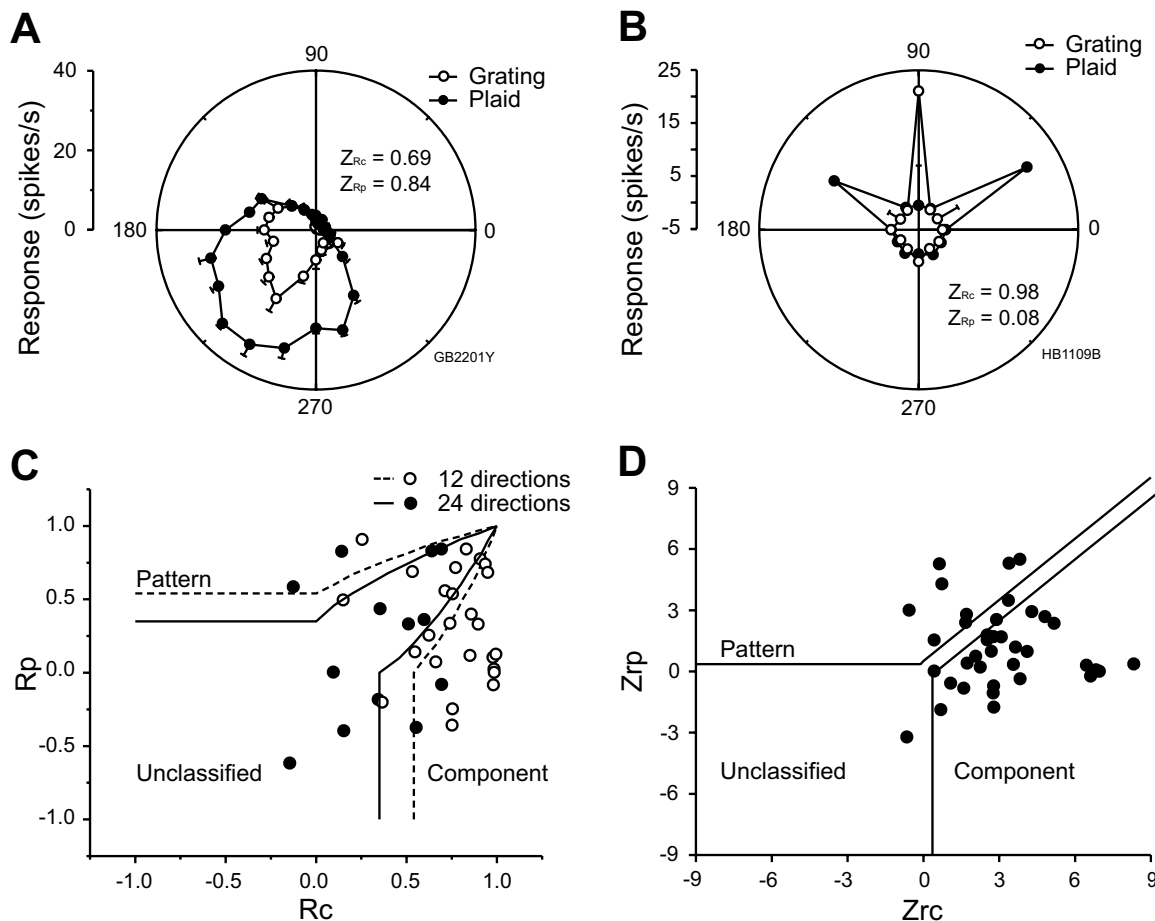 A
Response (spikes/s)
40
20
0
90
180
0
270
Grating
Plaid
ZRc = 0.69
ZRp = 0.84
GB2201Y
B
Response (spikes/s)
25
20
15
10
5
0
-5
90
180
0
270
Grating
Plaid
ZRc = 0.98
ZRp = 0.08
HB1109B
C
12 directions
24 directions
Rp
1.0
0.5
0.0
-0.5
-1.0
Pattern
Unclassified
Component
-1.0 -0.5 0.0 0.5 1.0
Rc
D
Zrp
9
6
3
0
-3
-6
-9
Pattern
Unclassified
Component
-9 -6 -3 0 3 6 9
Zrc